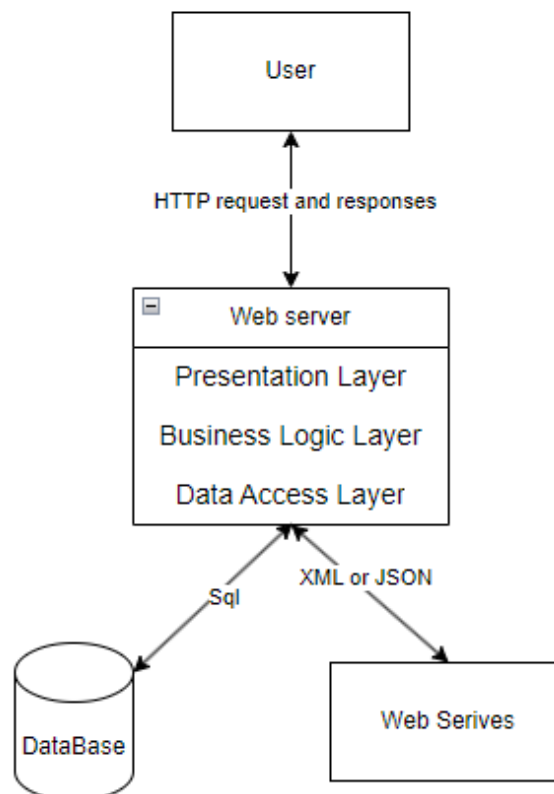 User
HTTP request and responses
Web server
Presentation Layer
Business Logic Layer
Data Access Layer
XML or JSON
Sql
DataBase
Web Serives